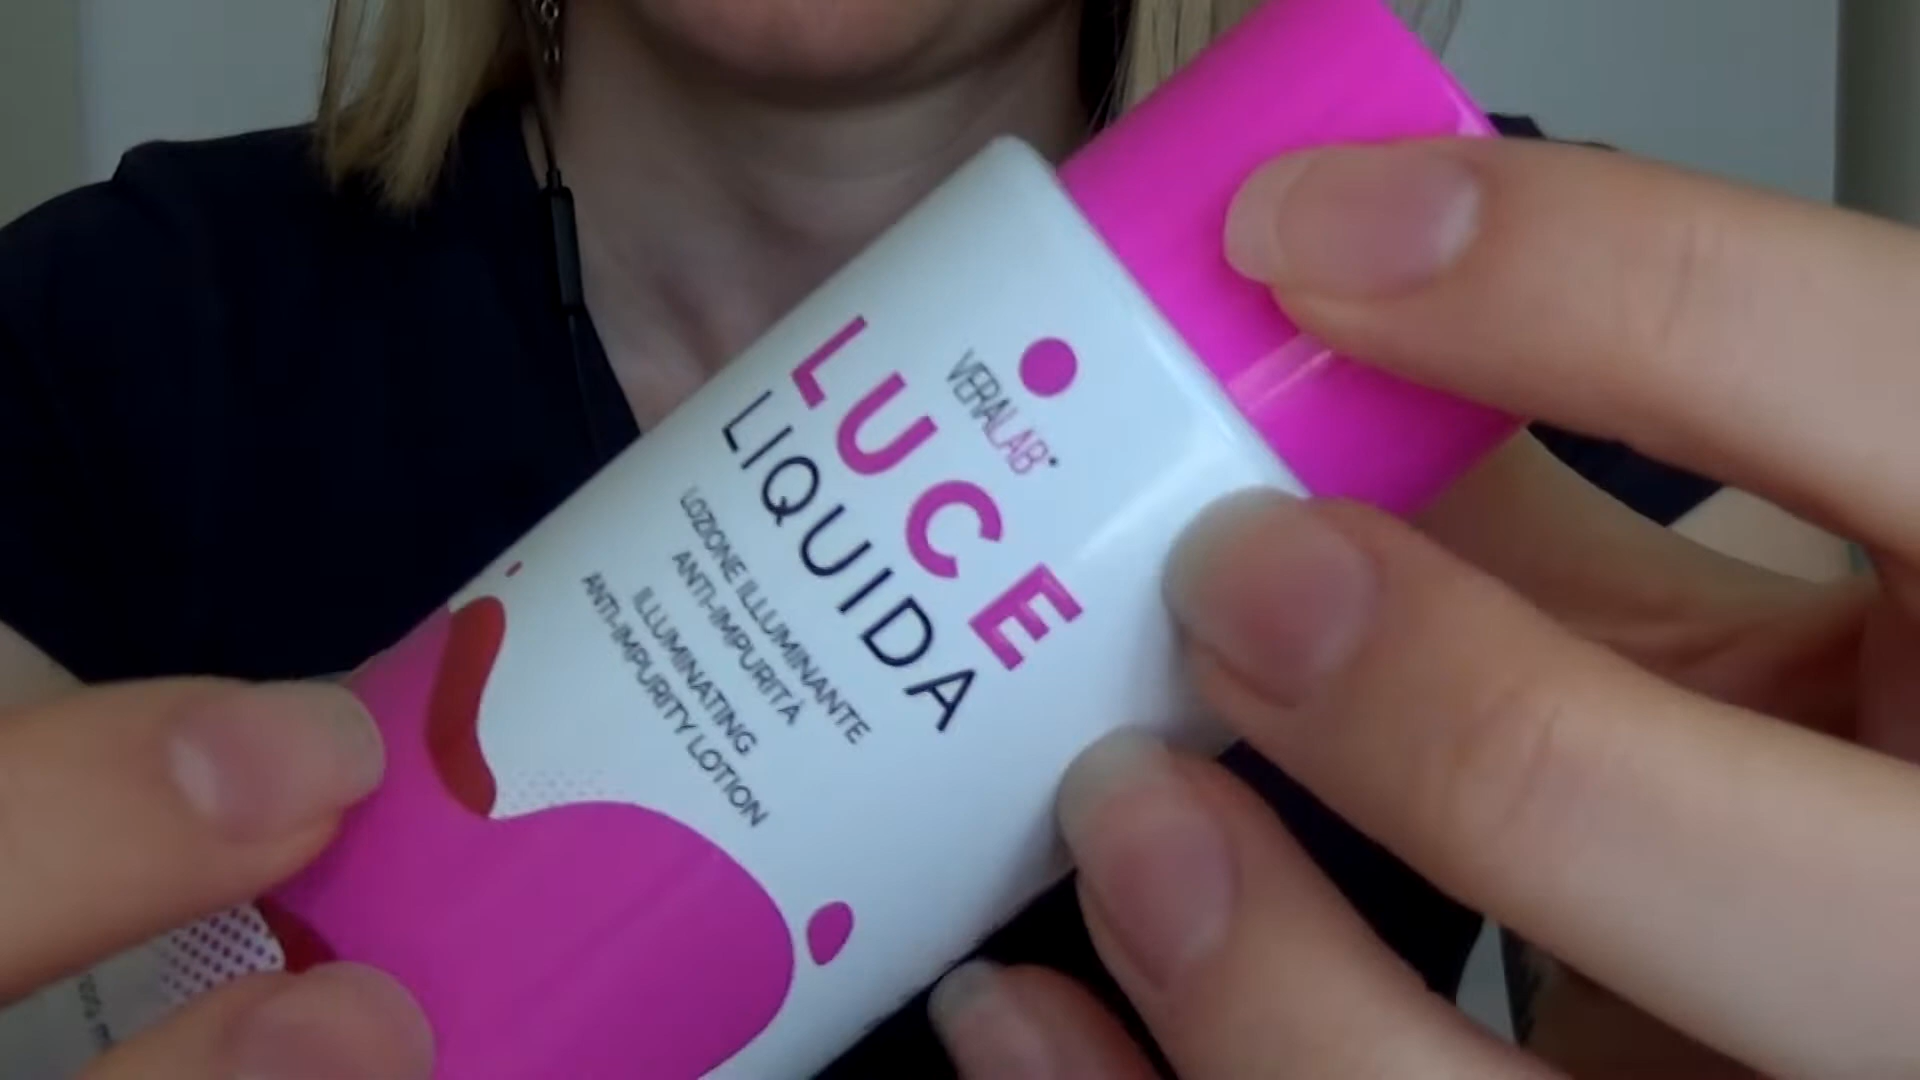 VERALAB
LUCE
LIQUIDA
LOZIONE ILLUMINANTE
ANTI-IMPURITÀ
ILLUMINATING
ANTI-IMPURITY LOTION